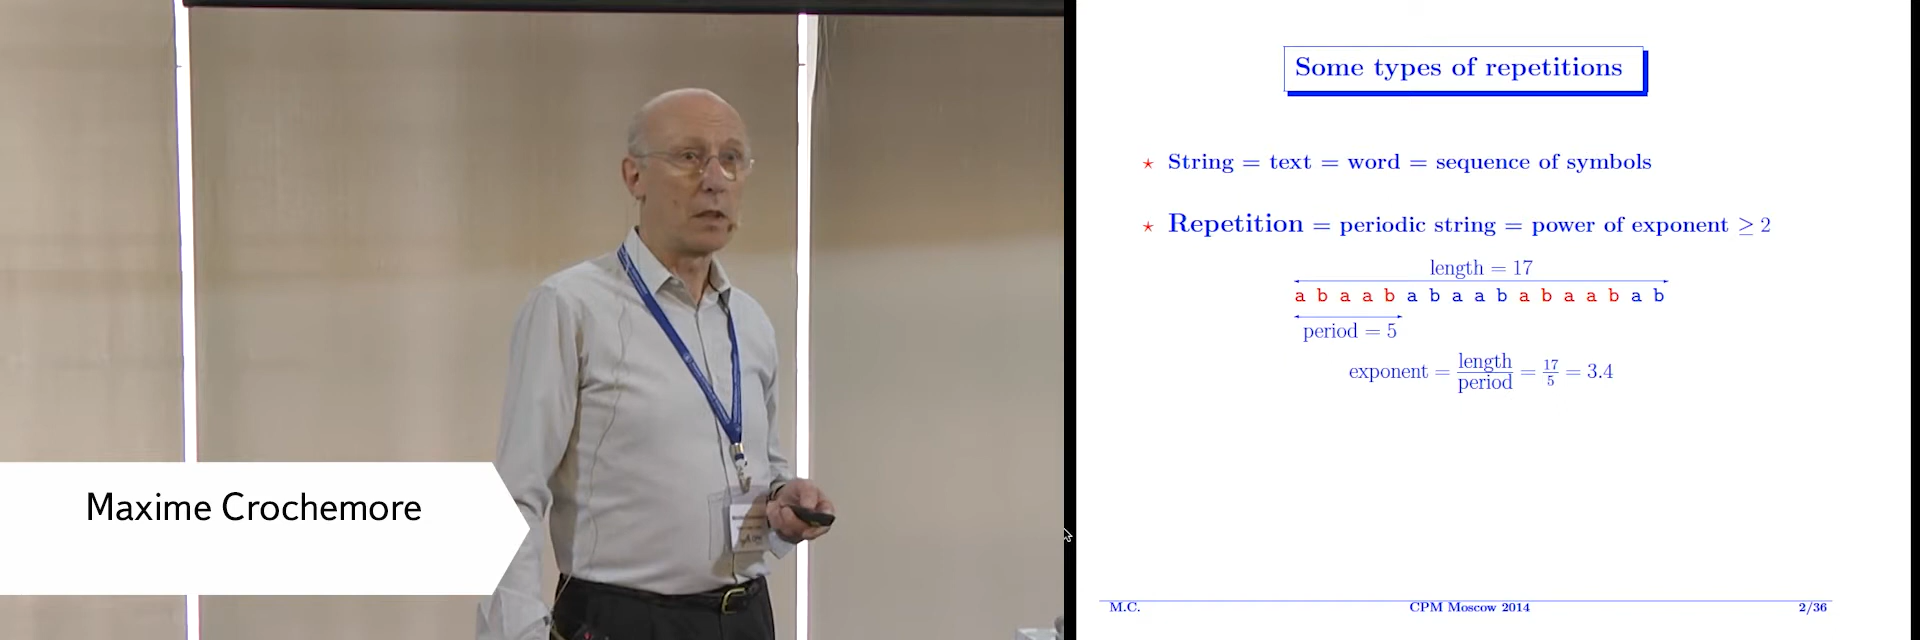 Maxime Crochemore
Some types of repetitions
⋆ String = text = word = sequence of symbols
⋆ Repetition = periodic string = power of exponent ≥ 2
length = 17
a b a a b a b a a b a b a a b a b
period = 5
exponent = length/period = 17/5 = 3.4
M.C. CPM Moscow 2014 2/36